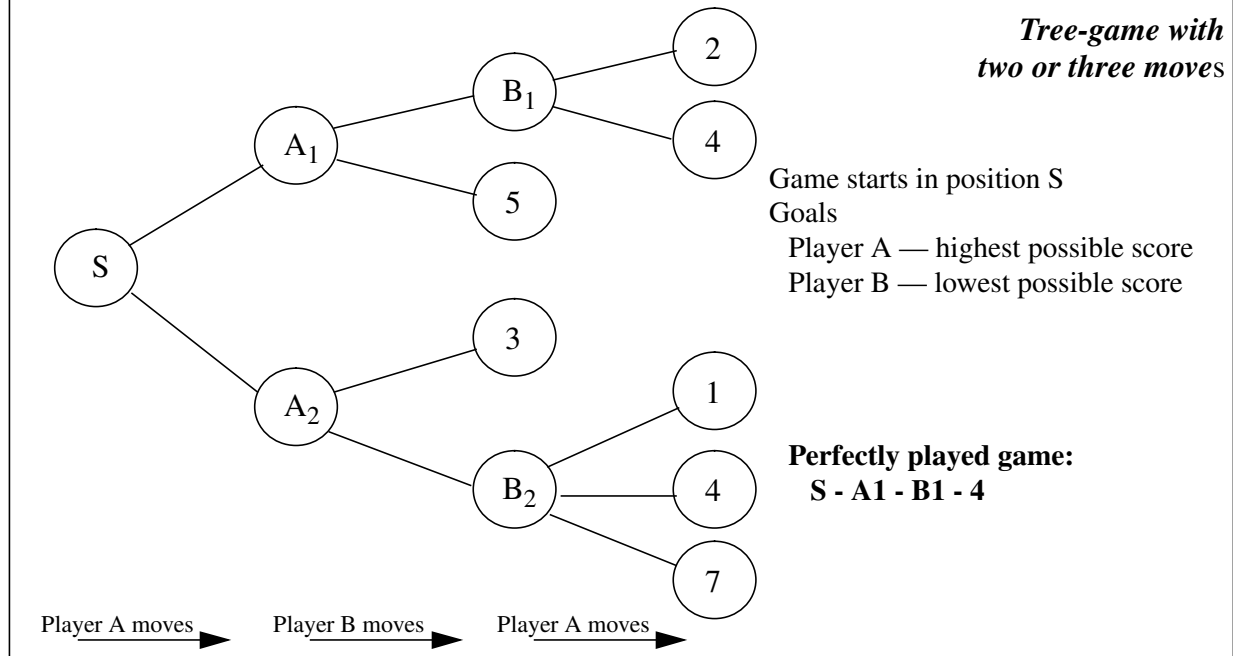 Tree-game with
two or three moves
2
B1
4
A1
5
S
Game starts in position S
Goals
Player A — highest possible score
Player B — lowest possible score
3
A2
1
B2
4
7
Perfectly played game:
S - A1 - B1 - 4
Player A moves
Player B moves
Player A moves